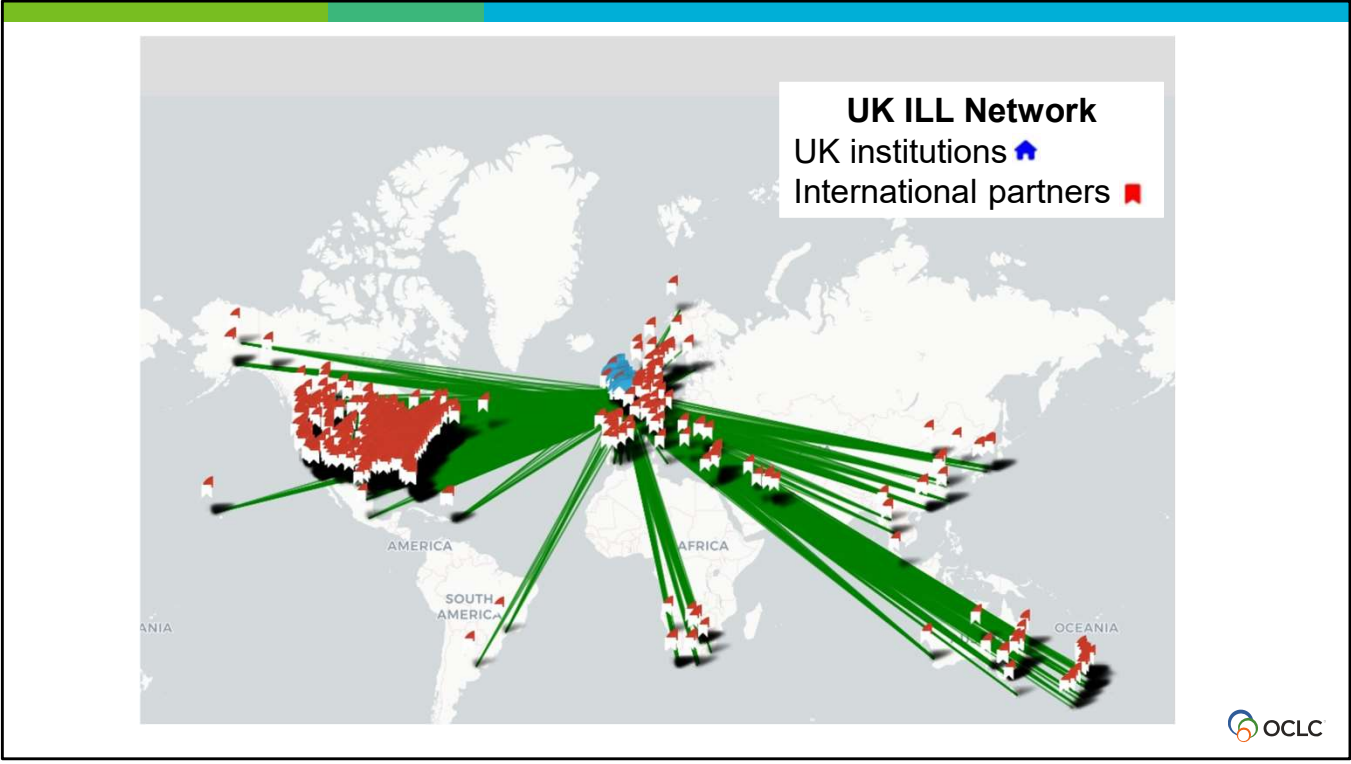 UK ILL Network
UK institutions
International partners
AMERICA
AFRICA
SOUTH
AMERICA
ANIA
OCEANIA
OCLC